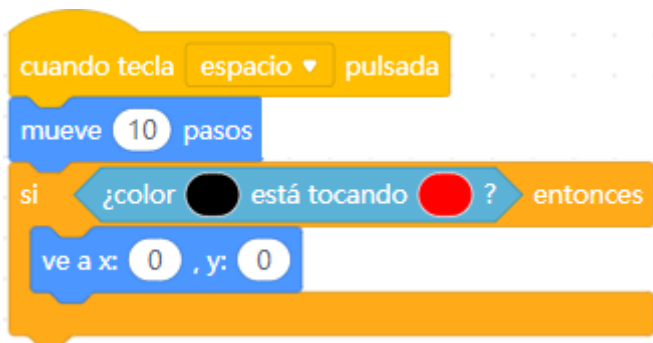 cuando tecla espacio pulsada
mueve 10 pasos
si ¿color está tocando ? entonces
ve a x: 0 , y: 0